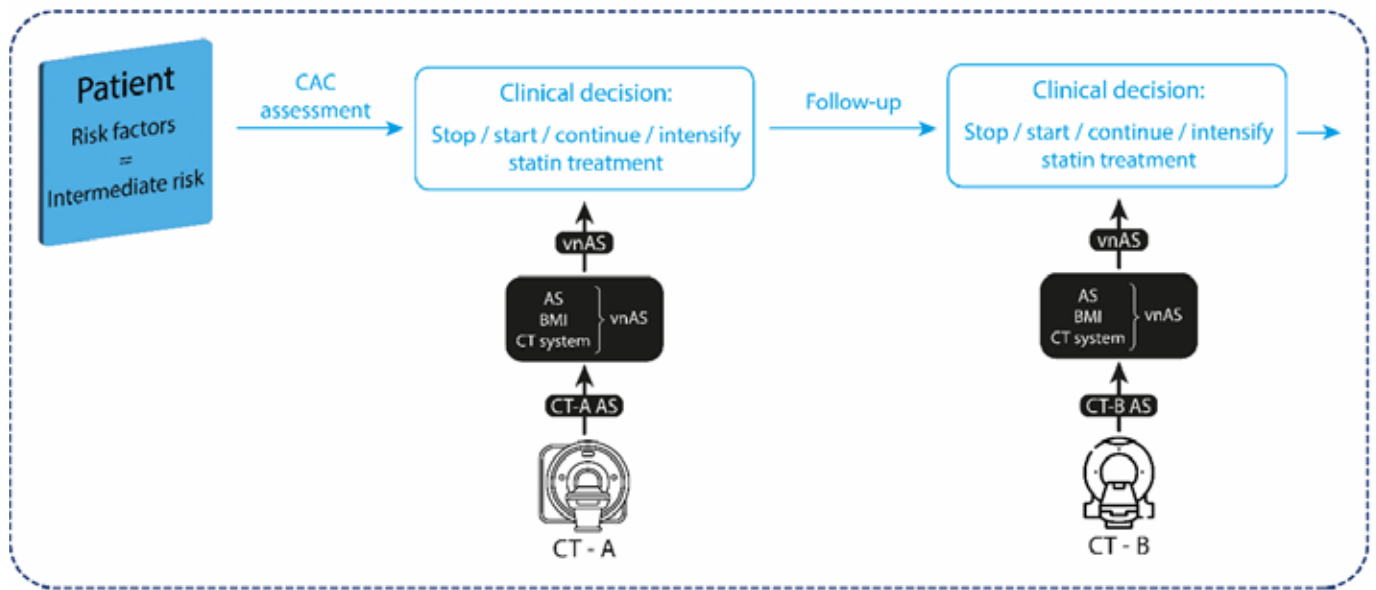 Patient
Risk factors
=
Intermediate risk
CAC
assessment
Clinical decision:
Stop / start / continue / intensify
statin treatment
Follow-up
Clinical decision:
Stop / start / continue / intensify
statin treatment
vnAS
AS
BMI
CT system
vnAS
CT-A AS
CT - A
vnAS
AS
BMI
CT system
vnAS
CT-B AS
CT - B